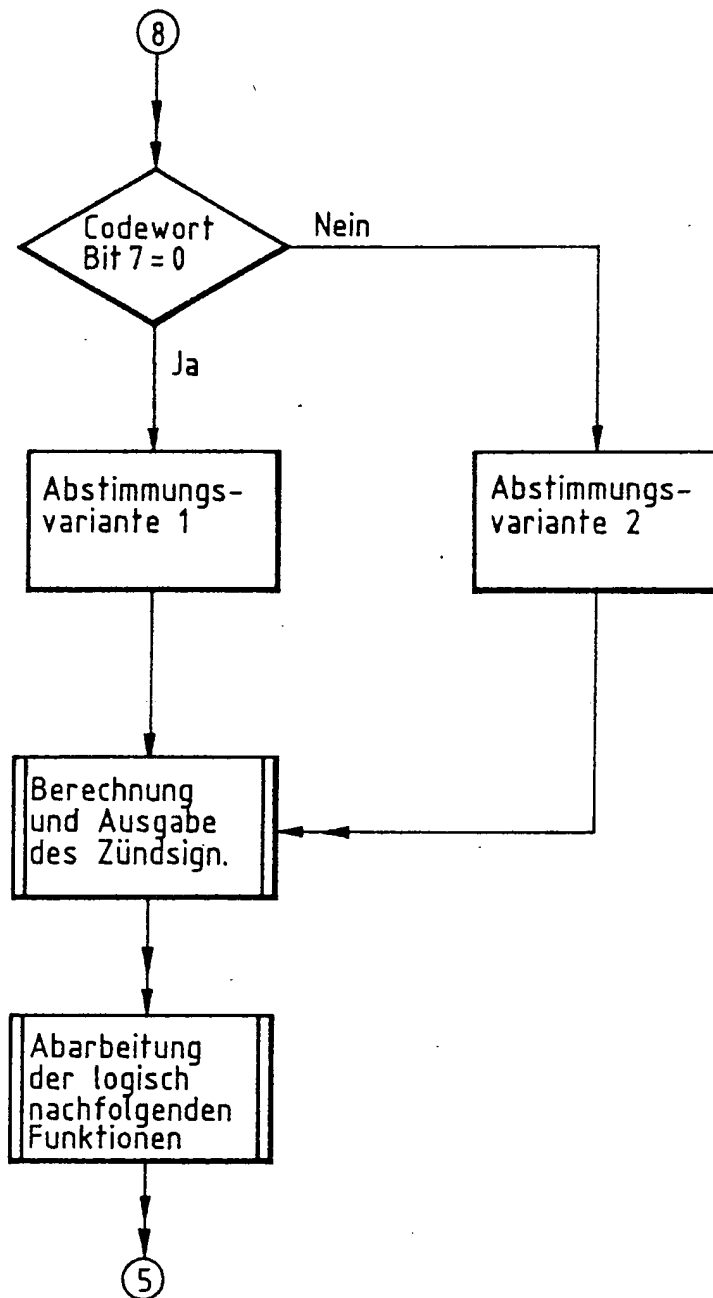 8
Codewort
Bit 7 = 0
Nein
Ja
Abstimmungs-
variante 1
Abstimmungs-
variante 2
Berechnung
und Ausgabe
des Zündsign.
Abarbeitung
der logisch
nachfolgenden
Funktionen
5